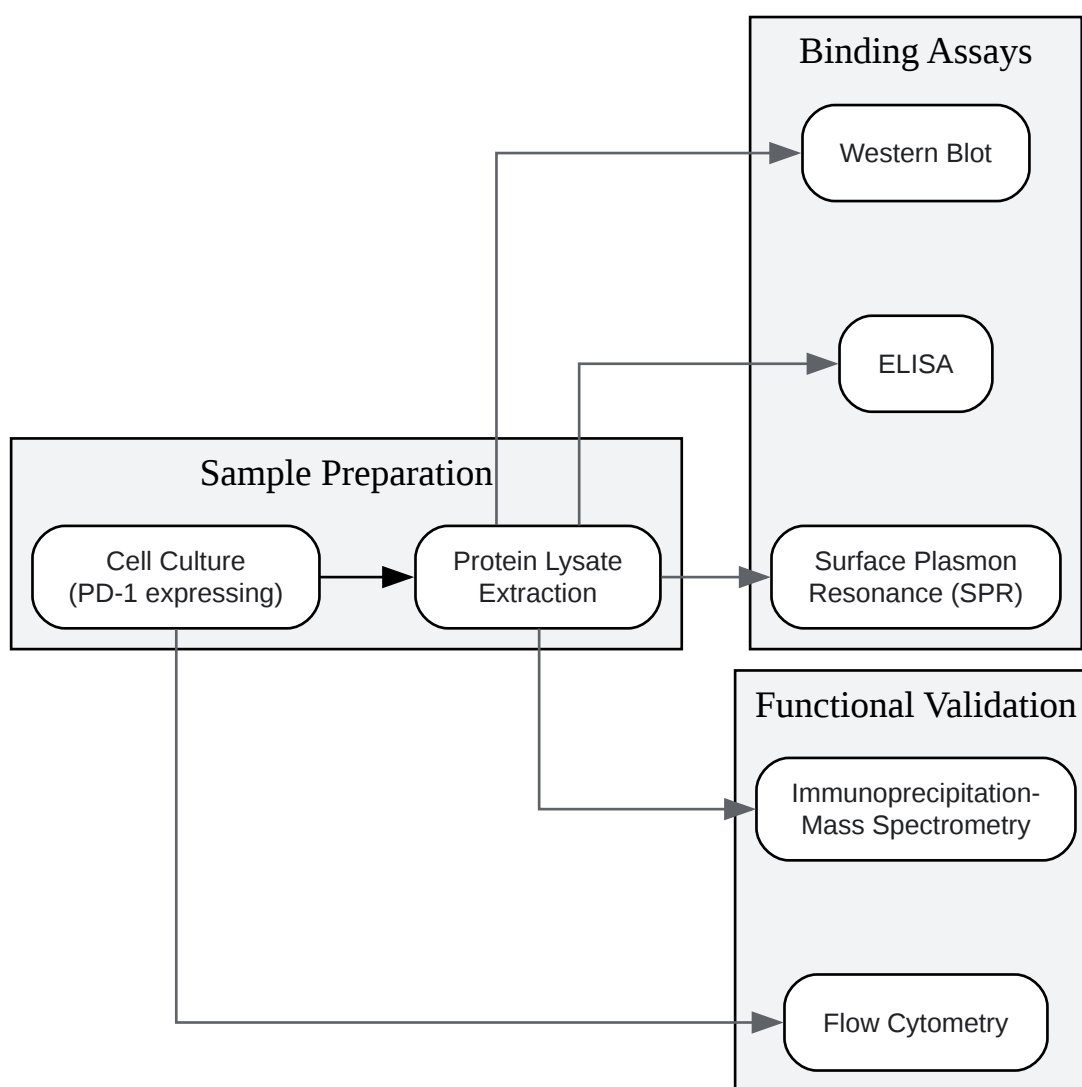 Binding Assays
Western Blot
ELISA
Sample Preparation
Cell Culture
(PD-1 expressing)
Protein Lysate
Extraction
Surface Plasmon
Resonance (SPR)
Functional Validation
Immunoprecipitation-
Mass Spectrometry
Flow Cytometry